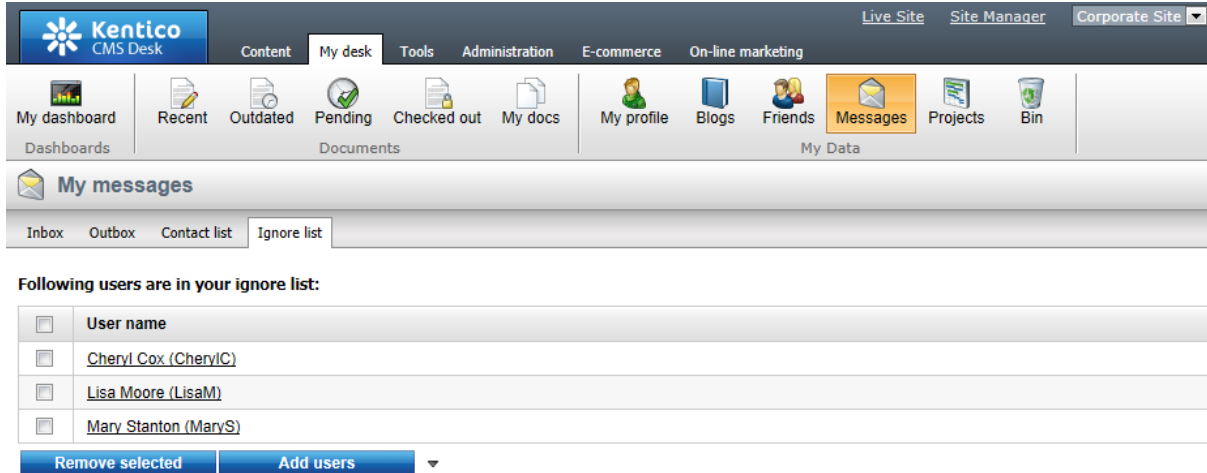 Live Site Site Manager Corporate Site
Kentico
CMS Desk
Content My desk Tools Administration E-commerce On-line marketing
My dashboard Recent Outdated Pending Checked out My docs My profile Blogs Friends Messages Projects Bin
Dashboards Documents My Data
My messages
Inbox Outbox Contact list Ignore list
Following users are in your ignore list:
User name
Cheryl Cox (CherylC)
Lisa Moore (LisaM)
Mary Stanton (MaryS)
Remove selected Add users